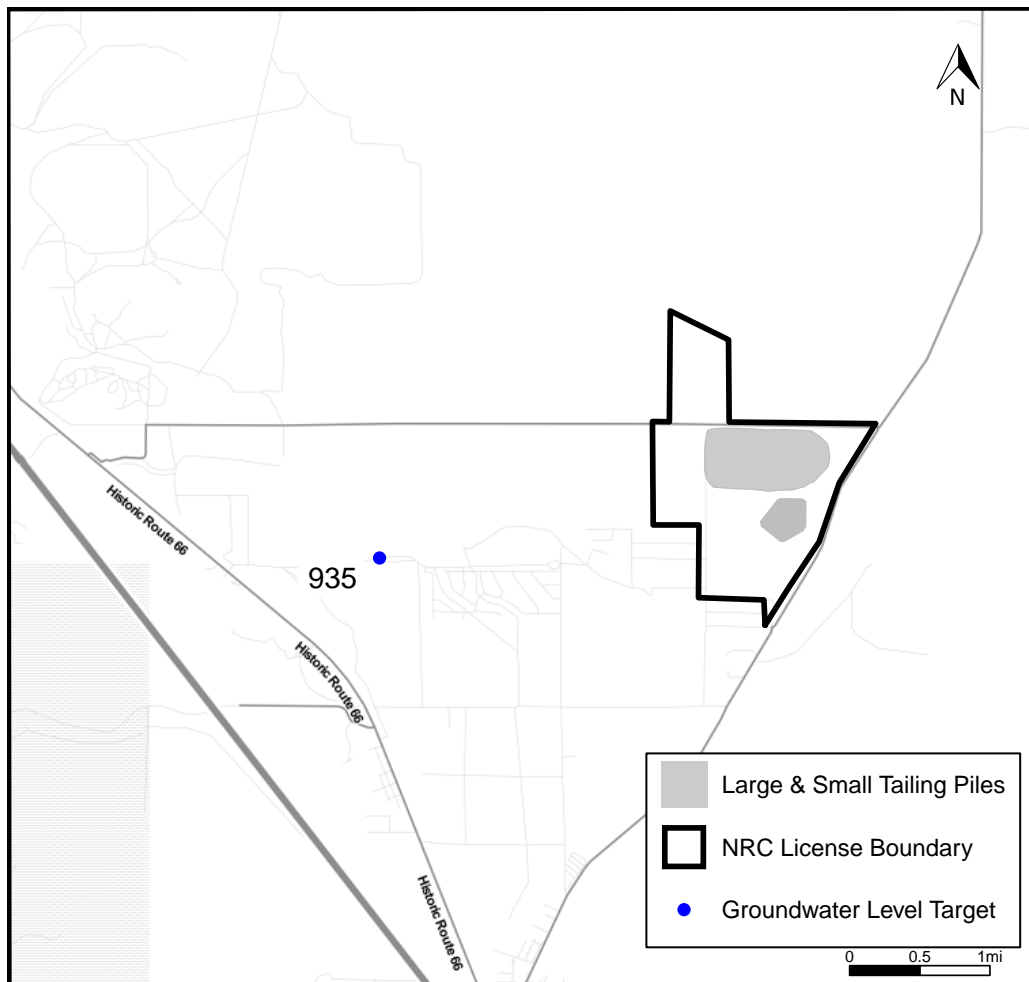 N
Historic Route 66
935
Historic Route 66
Historic Route 66
Large & Small Tailing Piles
NRC License Boundary
Groundwater Level Target
0 0.5 1mi